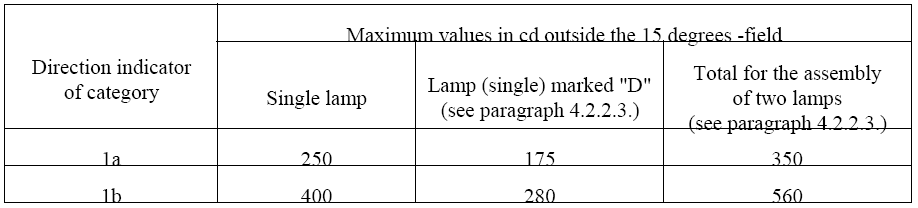 Maximum values in cd outside the 15 degrees -field
Direction indicator
of category
Single lamp
Lamp (single) marked "D"
(see paragraph 4.2.2.3.)
Total for the assembly
of two lamps
(see paragraph 4.2.2.3.)
1a 250 175 350
1b 400 280 560